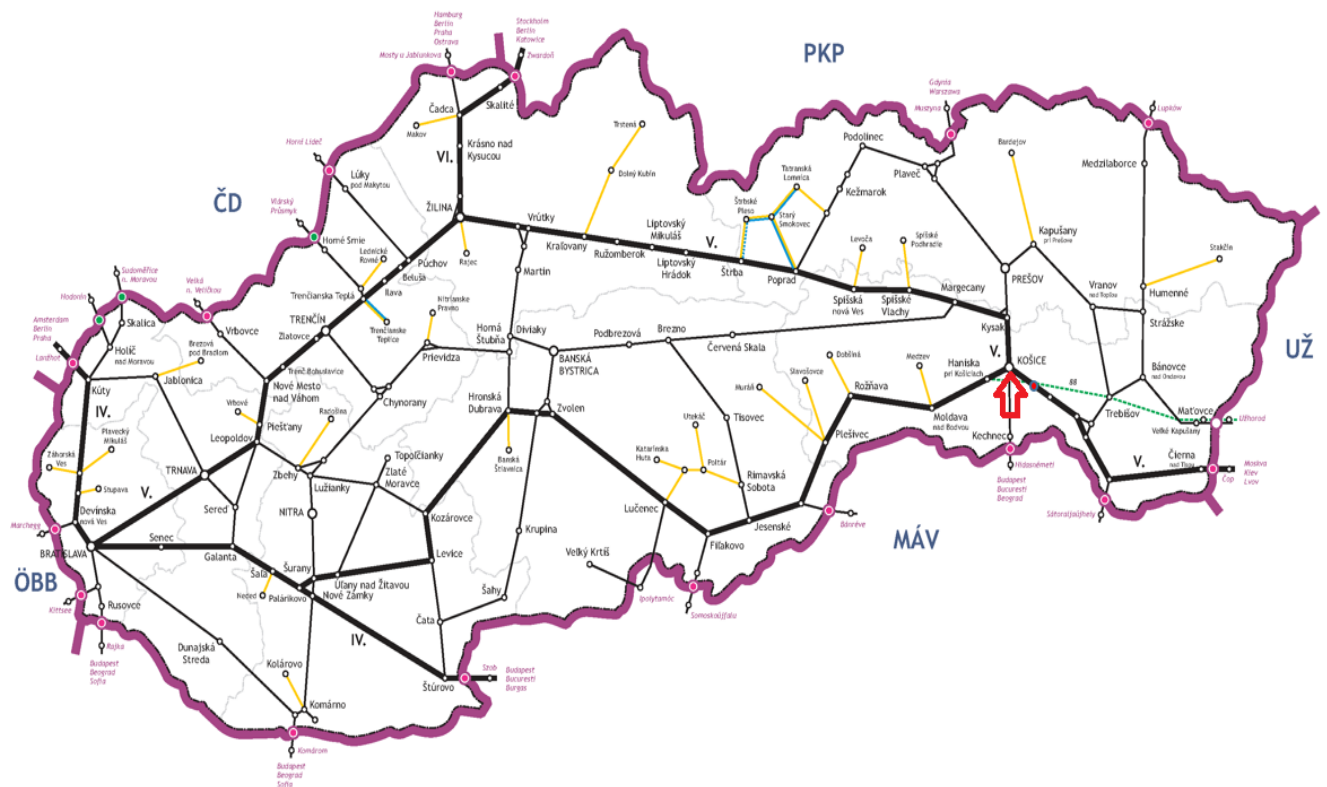 Hamburg
Berlin
Praha
Ostrava
Mosty u Jablunkova
Stockholm
Berlin
Katowice
Zwardoň
PKP
Gdynia
Warszawa
Muszyna
Lupków
Čadca
Skalité
Makov
Krásno nad
Kysucou
VI.
ŽILINA
Rajec
Trstená
Dolný Kubín
Podolínec
Plaveč
Bardejov
Medzilaborce
Horní Lideč
Lúky
pod Makytou
ČD
Vlárský
Průsmyk
Horné Srnie
Lednické
Rovné
Púchov
Beluša
Ilava
Trenčianska Teplá
Trenčianske
Teplice
TRENČÍN
Zlatovce
Tren. Bohuslavice
Vrútky
Kraľovany
Ružomberok
Liptovský
Mikuláš
Liptovský
Hrádok
V.
Štrba
Štrbské
Pleso
Starý
Smokovec
Tatranská
Lomnica
Kežmarok
Poprad
Levoča
Spišské
Podhradie
Spišská
nová Ves
Spišské
Vlachy
Margecany
Kysak
PREŠOV
Kapušany
pri Prešove
Vranov
nad Topľou
Stakčín
Humenné
Strážske
Bánovce
nad Ondavou
UŽ
Martin
Nitrianske
Pravno
Prievidza
Horná
Štubňa
Diviaky
BANSKÁ
BYSTRICA
Podbrezová
Brezno
Červená Skala
Sudoměřice
n. Moravou
Hodonín
Velká
n. Veličkou
Vrbovce
Skalica
Holíč
nad Moravou
Brezová
pod Bradlom
Amsterdam
Berlin
Praha
Lanžhot
Kúty
Jablonica
IV.
Nové Mesto
nad Váhom
Vrbové
Piešťany
Leopoldov
Radošina
Chynorany
Plavecký
Mikuláš
Záhorská
Ves
Stupava
Devínska
nová Ves
Marchegg
BRATISLAVA
ÖBB
Kittsee
Rusovce
Rajka
Budapest
Beograd
Sofia
TRNAVA
V.
Sereď
Senec
Galanta
Šaľa
Neded
Palárikovo
Šurany
Nové Zámky
Zbehy
Lužianky
NITRA
Topoľčianky
Zlaté
Moravce
Kozárovce
Levice
Úľany nad Žitavou
IV.
Dunajská
Streda
Kolárovo
Komárno
Komárom
Budapest
Beograd
Sofia
Čata
Štúrovo
Szob
Budapest
Bucuresti
Burgas
Šahy
Krupina
Hronská
Dubrava
Banská
Štiavnica
Zvolen
Veľký Krtíš
Ipolytarnóc
Lučenec
Katarínska
Huta
Utekáč
Poltár
Tisovec
Rimavská
Sobota
Fiľakovo
Somoskoújfalu
Jesenské
Bánréve
MÁV
Muráň
Slavošovce
Dobšiná
Plešivec
Rožňava
Medzev
Moldava
nad Bodvou
Haniska
pri Košiciach
V.
KOŠICE
88
Kechnec
Hidasnémeti
Budapest
Bucuresti
Beograd
Trebišov
Maťovce
Užhorod
Veľké Kapušany
V.
Čierna
nad Tisou
Čop
Moskva
Kiev
Lvov
Sátoraljaújhely